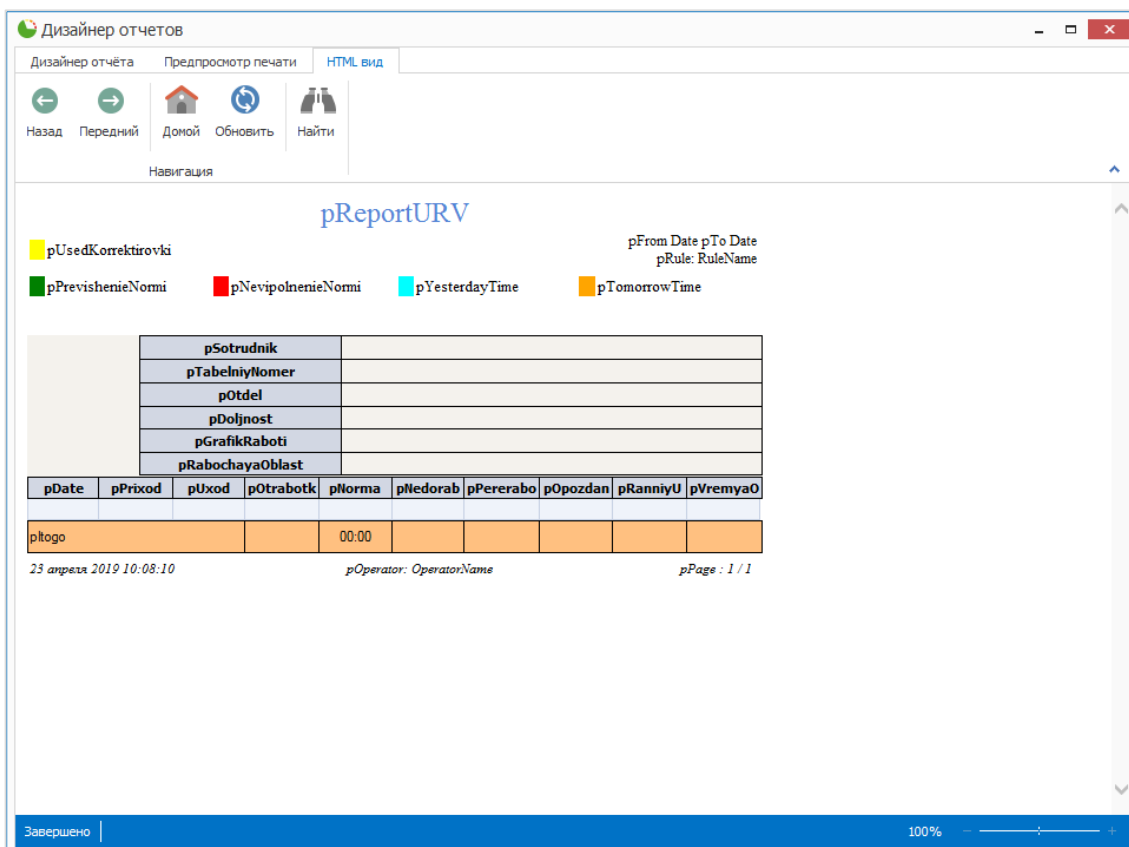 Дизайнер отчетов
Дизайнер отчёта Предпросмотр печати HTML вид
Назад Передний Домой Обновить Найти
Навигация
pReportURV
pUsedKorrektirovki
pFrom Date pTo Date
pRule: RuleName
pPrevishenieNormi pNevipolnenieNormi pYesterdayTime pTomorrowTime
pSotrudnik
pTabelniyNomer
pOtdel
pDoljnost
pGrafikRaboti
pRabochayaOblast
pDate pPrixod pUxod pOtrabotk pNorma pNedorab pPererabo pOpozdan pRanniyU pVremyaO
pItogo 00:00
23 апреля 2019 10:08:10 pOperator: OperatorName pPage : 1 / 1
Завершено 100%